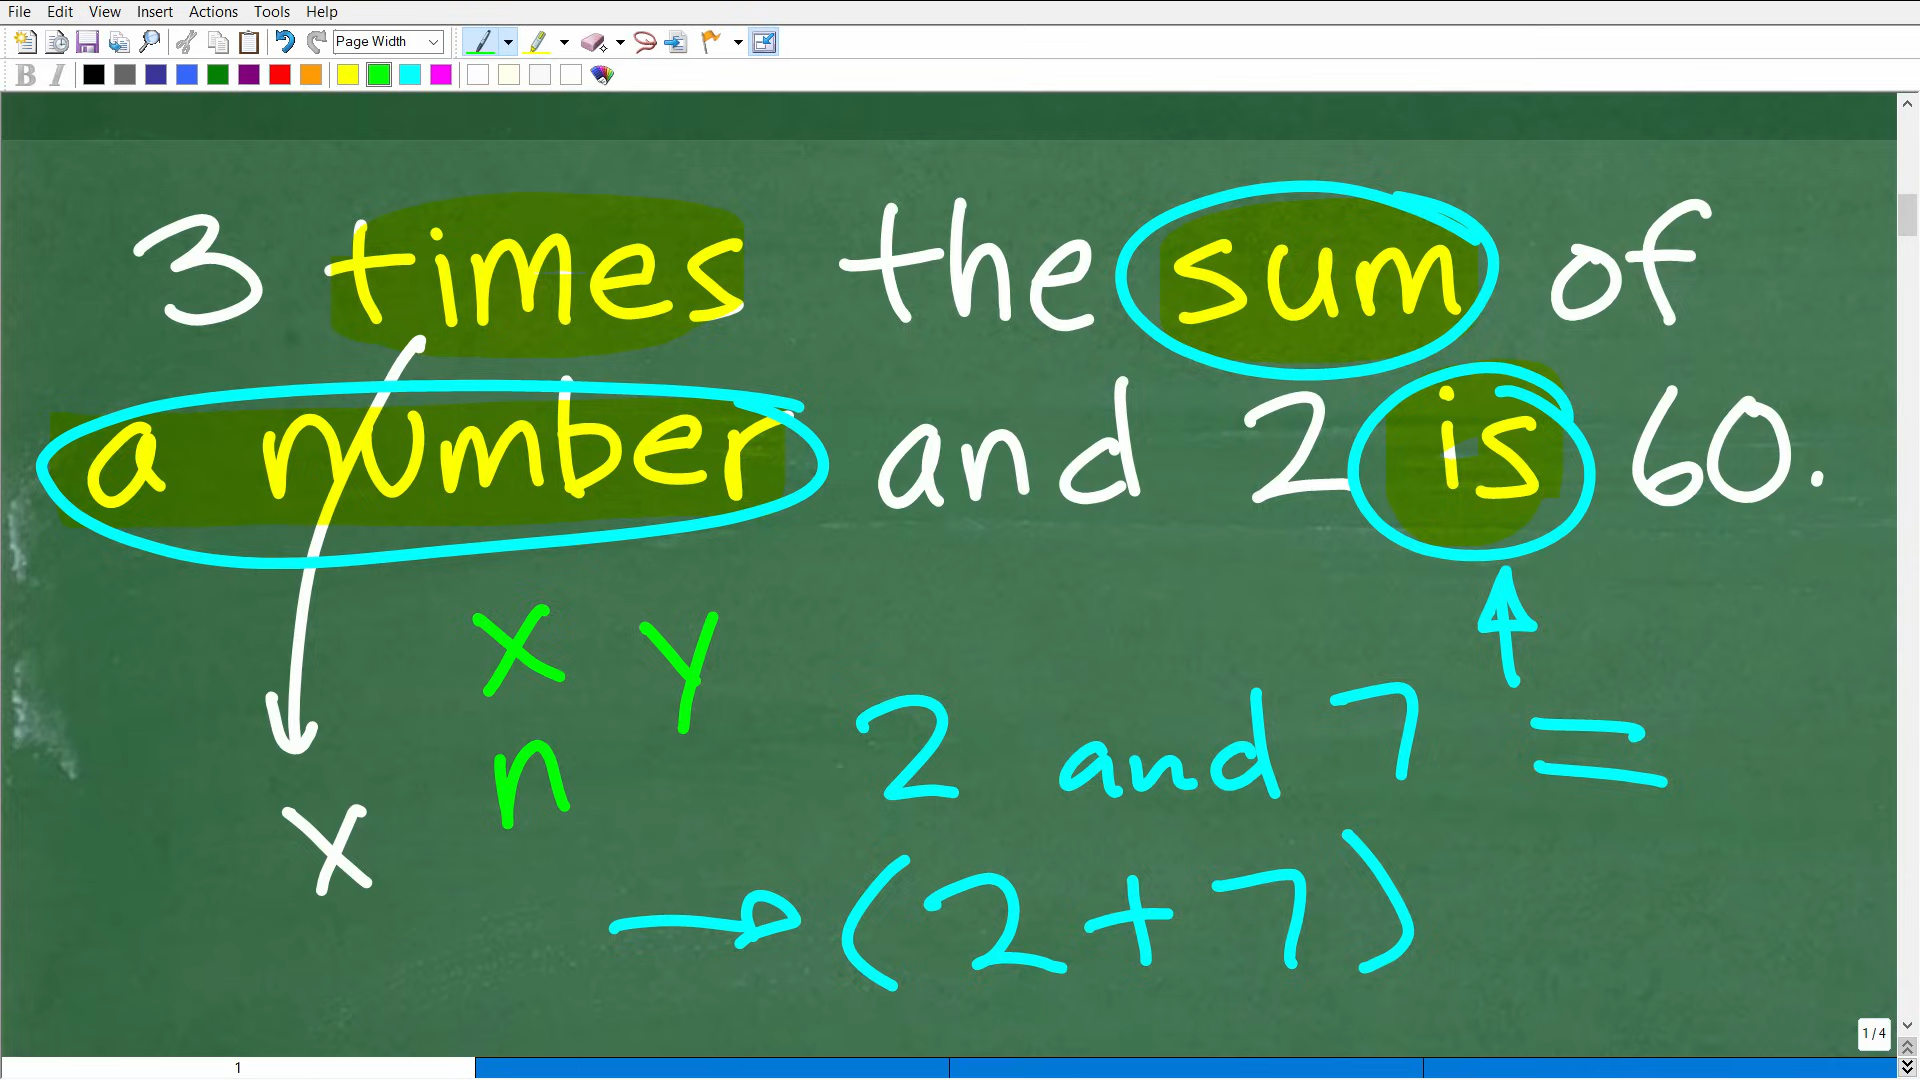 File Edit View Insert Actions Tools Help
Page Width
B I
3 times the sum of
a number and 2 is 60.
x y
n
x
2 and 7 =
(2+7)
1 / 4
1